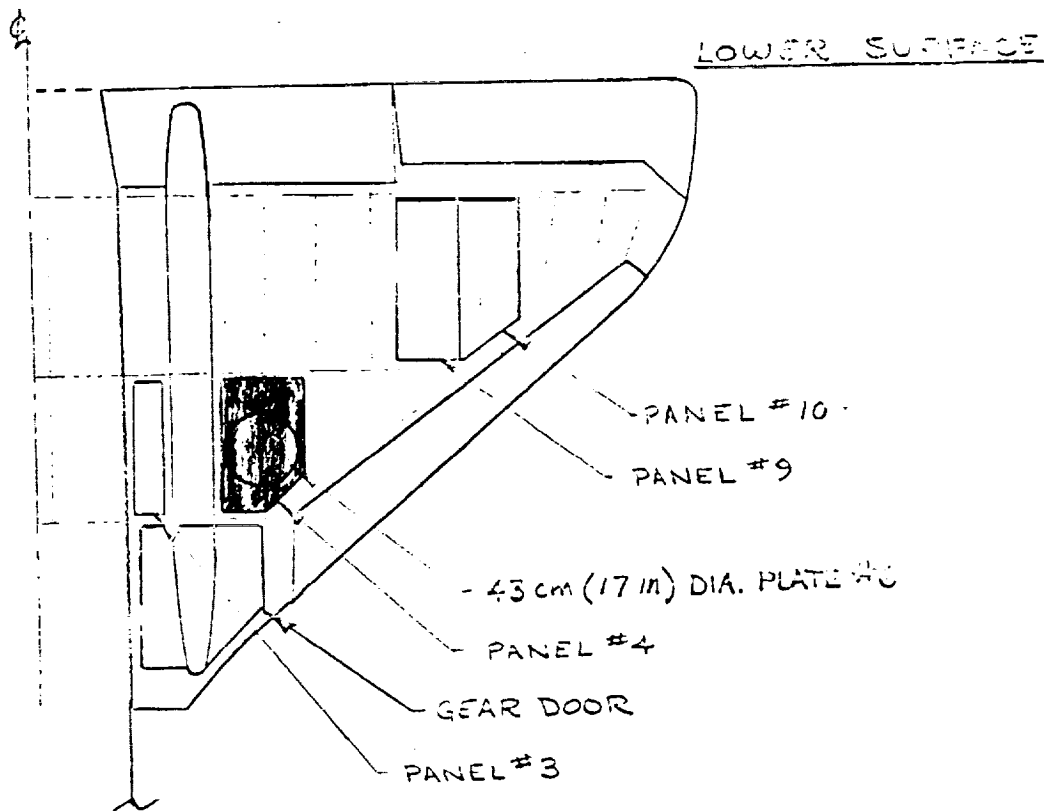 ℄
LOWER SURFACE
PANEL #10
PANEL #9
43 cm (17 in) DIA. PLATE
PANEL #4
GEAR DOOR
PANEL #3